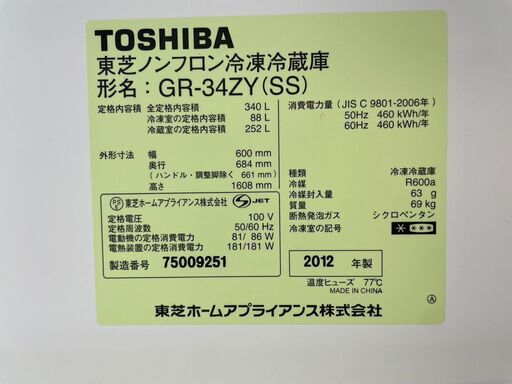 TOSHIBA
東芝ノンフロン冷凍冷蔵庫
形名：GR-34ZY(SS)
定格内容積 全定格内容積 340 L
冷凍室の定格内容積 88 L
冷蔵室の定格内容積 252 L
消費電力量（JIS C 9801-2006年）
50Hz 460 kWh/年
60Hz 460 kWh/年
外形寸法 幅 600 mm
奥行 684 mm
（ハンドル・調整脚除く 661 mm）
高さ 1608 mm
種類 冷凍冷蔵庫
冷媒 R600a
冷媒封入量 63 g
質量 69 kg
断熱発泡ガス シクロペンタン
冷凍室の記号
PS E 東芝ホームアプライアンス株式会社 S JET
定格電圧 100 V
定格周波数 50/60 Hz
電動機の定格消費電力 81/ 86 W
電熱装置の定格消費電力 181/181 W
製造番号 75009251
2012 年製
温度ヒューズ 77℃
MADE IN CHINA
東芝ホームアプライアンス株式会社
A